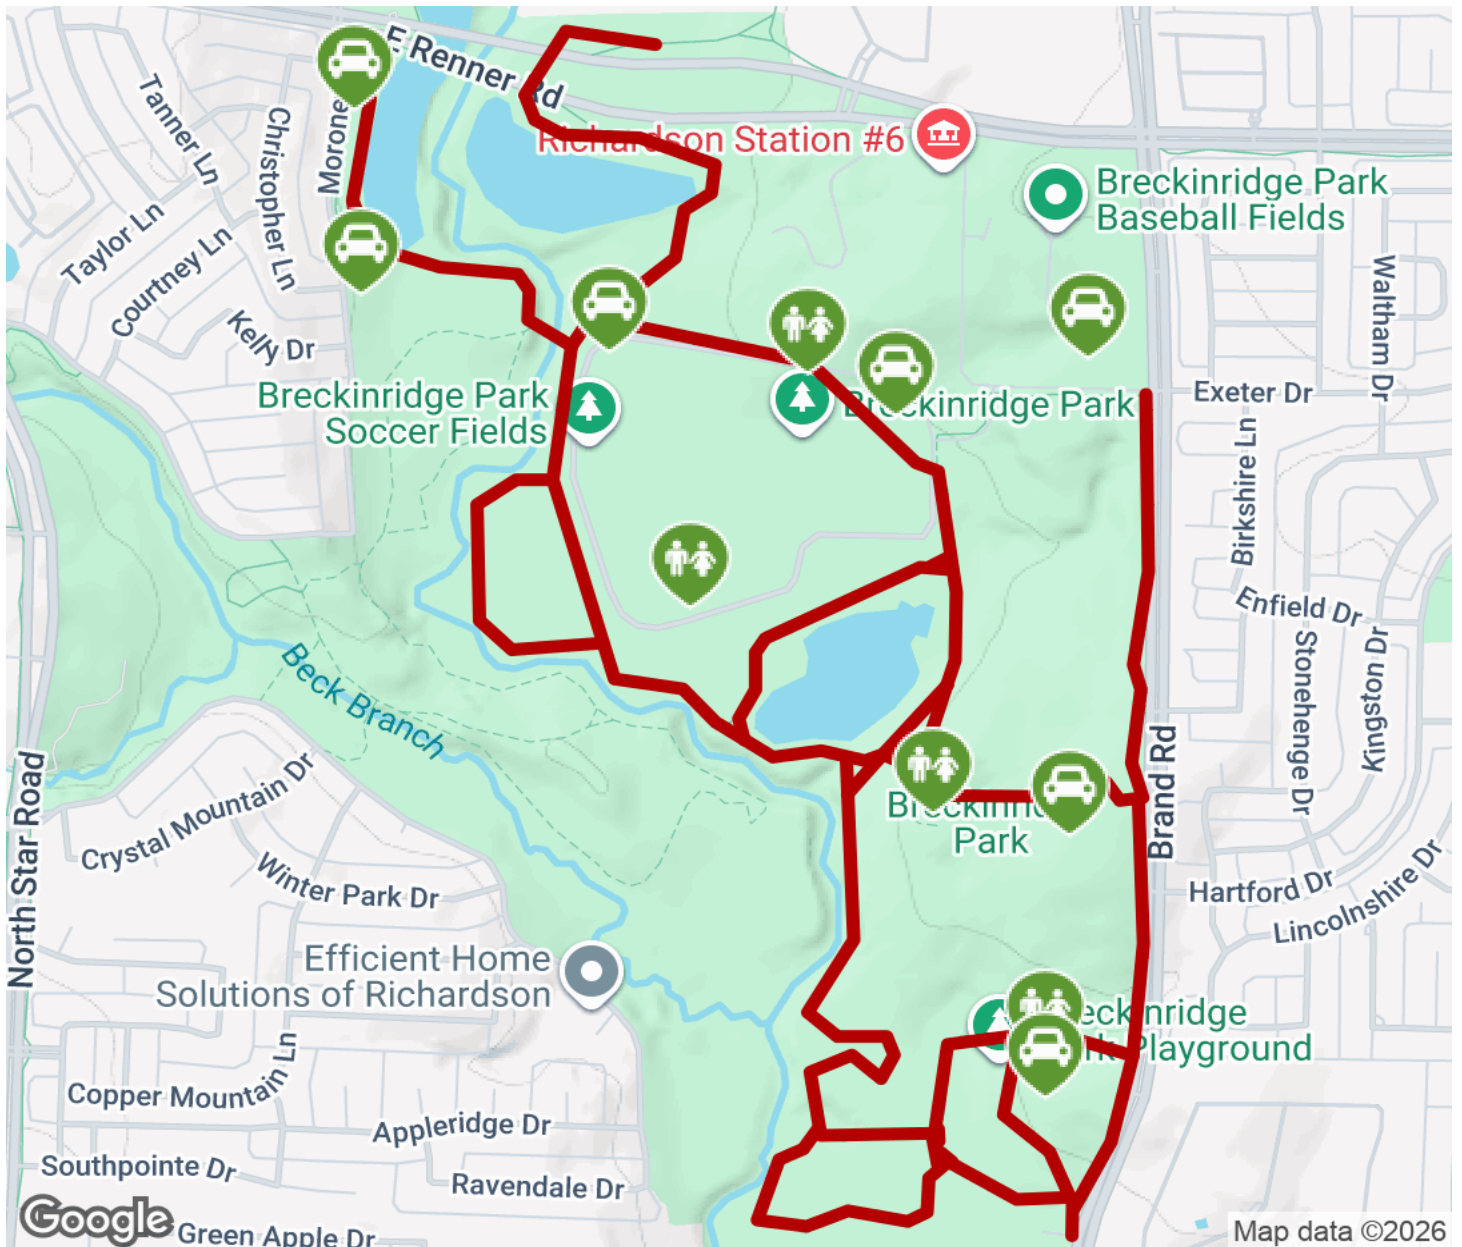 E Renner Rd
Tanner Ln
Christopher Ln
Morone
Richardson Station #6
Breckinridge Park
Baseball Fields
Taylor Ln
Courtney Ln
Kelly Dr
Waltham Dr
Breckinridge Park
Soccer Fields
Breckinridge Park
Exeter Dr
Birkshire Ln
Enfield Dr
Stonehenge Dr
Kingston Dr
Beck Branch
North Star Road
Crystal Mountain Dr
Brand Rd
Park
Winter Park Dr
Hartford Dr
Lincolnshire Dr
Efficient Home
Solutions of Richardson
eckinridge
rk Playground
Copper Mountain Ln
Appleridge Dr
Southpointe Dr
Ravendale Dr
Google
Green Apple Dr
Map data ©2026